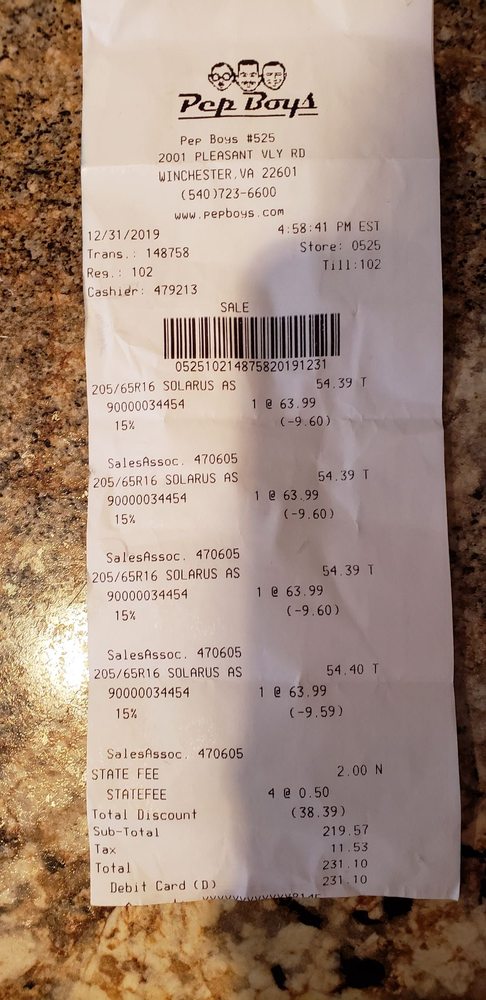 Pep Boys
Pep Boys #525
2001 PLEASANT VLY RD
WINCHESTER,VA 22601
(540)723-6600
www.pepboys.com
12/31/2019 4:58:41 PM EST
Trans.: 148758 Store: 0525
Reg.: 102 Till:102
Cashier: 479213
SALE
052510214875820191231
205/65R16 SOLARUS AS 54.39 T
90000034454 1 @ 63.99
15% (-9.60)
SalesAssoc. 470605
205/65R16 SOLARUS AS 54.39 T
90000034454 1 @ 63.99
15% (-9.60)
SalesAssoc. 470605
205/65R16 SOLARUS AS 54.39 T
90000034454 1 @ 63.99
15% (-9.60)
SalesAssoc. 470605
205/65R16 SOLARUS AS 54.40 T
90000034454 1 @ 63.99
15% (-9.59)
SalesAssoc. 470605
STATE FEE 2.00 N
STATEFEE 4 @ 0.50
Total Discount (38.39)
Sub-Total 219.57
Tax 11.53
Total 231.10
Debit Card (D) 231.10